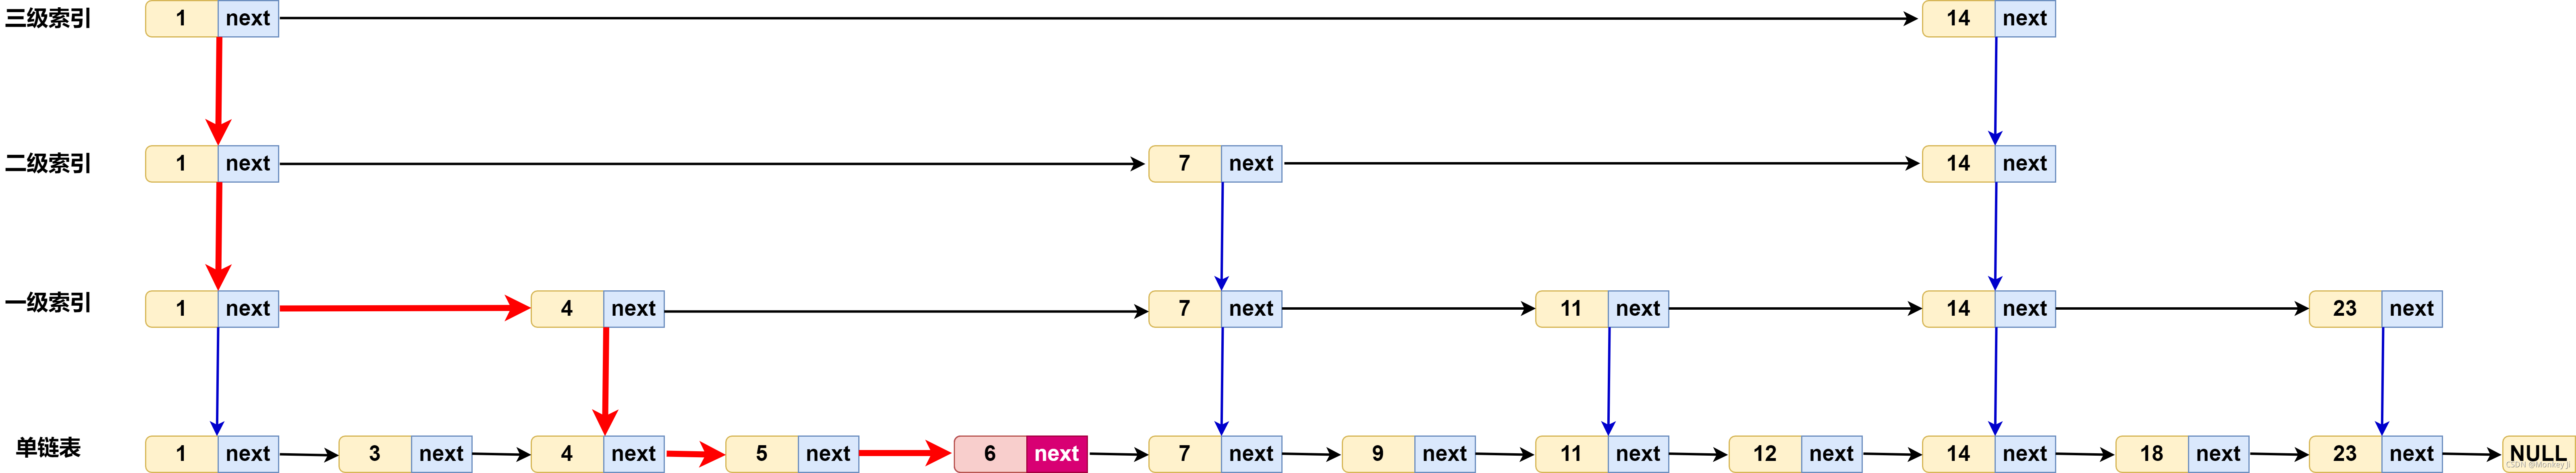 三级索引 1 next 14 next
二级索引 1 next 7 next 14 next
一级索引 1 next 4 next 7 next 11 next 14 next 23 next
单链表 1 next 3 next 4 next 5 next 6 next 7 next 9 next 11 next 12 next 14 next 18 next 23 next NULL
CSDN @Monkey Ji